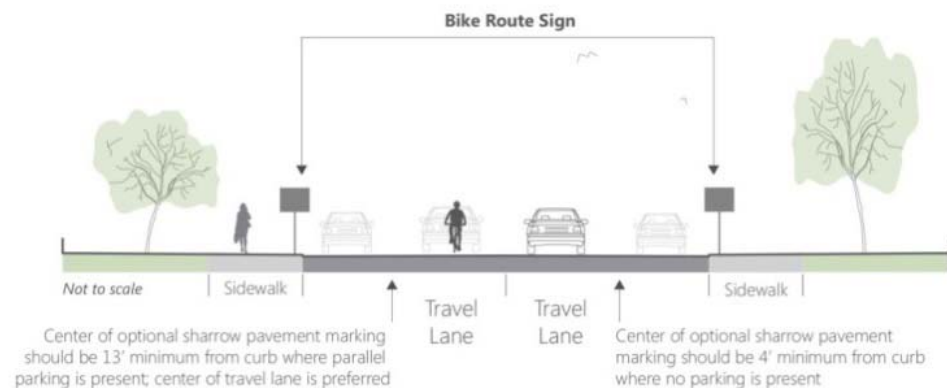 Bike Route Sign
Not to scale
Sidewalk
Travel
Lane
Travel
Lane
Sidewalk
Center of optional sharrow pavement marking
should be 13' minimum from curb where parallel
parking is present; center of travel lane is preferred
Center of optional sharrow pavement
marking should be 4' minimum from curb
where no parking is present